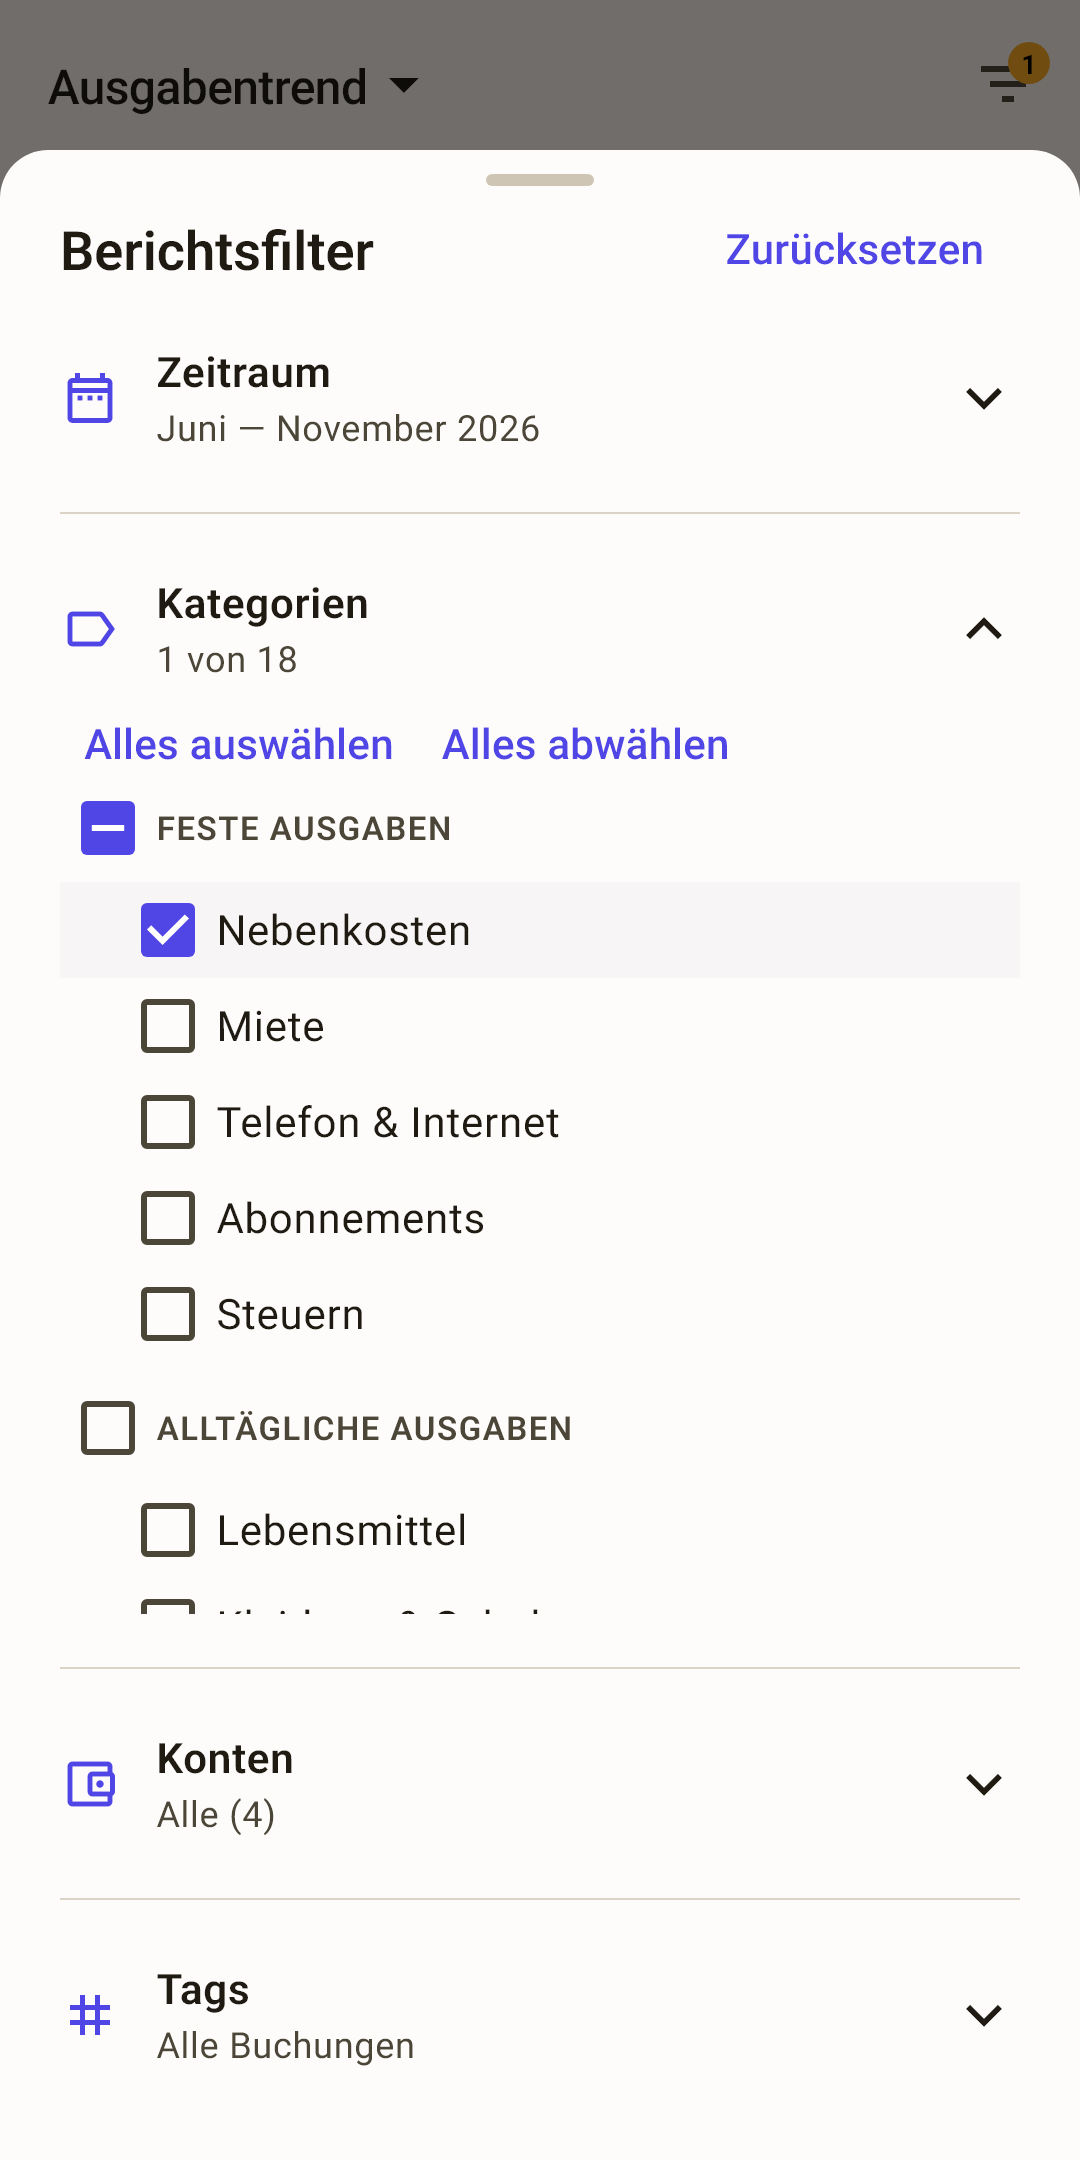 Ausgabentrend
1
Berichtsfilter
Zurücksetzen
Zeitraum
Juni – November 2026
Kategorien
1 von 18
Alles auswählen Alles abwählen
FESTE AUSGABEN
Nebenkosten
Miete
Telefon & Internet
Abonnements
Steuern
ALLTÄGLICHE AUSGABEN
Lebensmittel
Konten
Alle (4)
Tags
Alle Buchungen